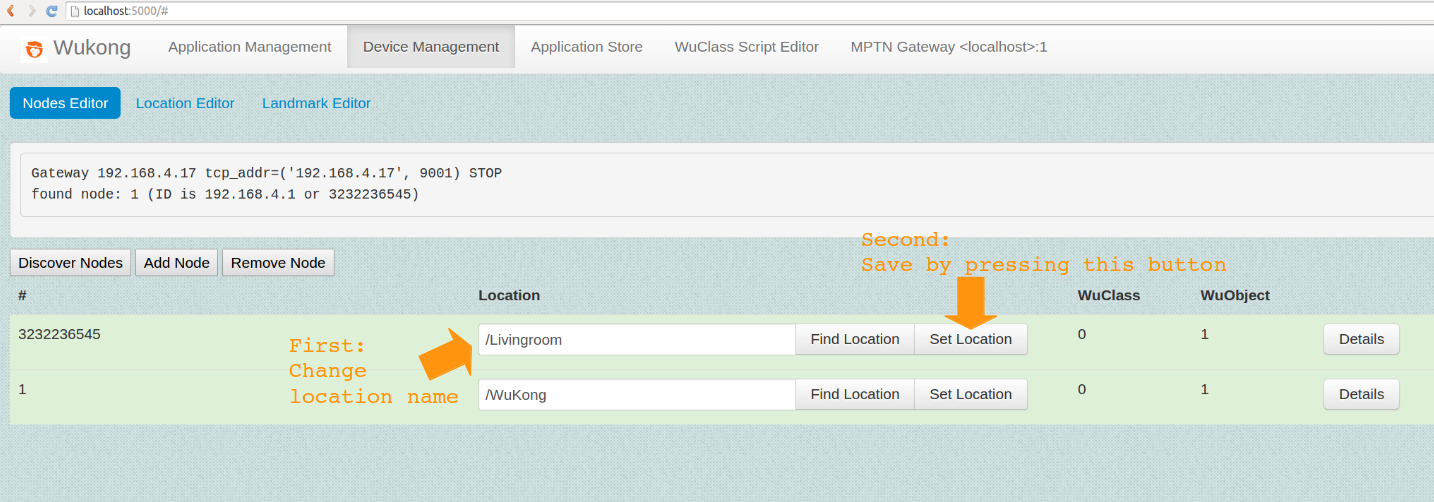 localhost:5000/#
Wukong Application Management Device Management Application Store WuClass Script Editor MPTN Gateway <localhost>:1
Nodes Editor Location Editor Landmark Editor
Gateway 192.168.4.17 tcp_addr=('192.168.4.17', 9001) STOP
found node: 1 (ID is 192.168.4.1 or 3232236545)
Second:
Save by pressing this button
Discover Nodes Add Node Remove Node
# Location WuClass WuObject
3232236545 /Livingroom Find Location Set Location 0 1 Details
First:
Change
location name
1 /WuKong Find Location Set Location 0 1 Details